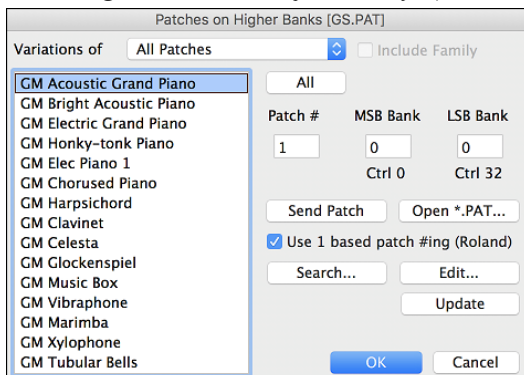 Patches on Higher Banks [GS.PAT]
Variations of All Patches Include Family
GM Acoustic Grand Piano
GM Bright Acoustic Piano
GM Electric Grand Piano
GM Honky-tonk Piano
GM Elec Piano 1
GM Chorused Piano
GM Harpsichord
GM Clavinet
GM Celesta
GM Glockenspiel
GM Music Box
GM Vibraphone
GM Marimba
GM Xylophone
GM Tubular Bells
All
Patch # MSB Bank LSB Bank
1 0 0
Ctrl 0 Ctrl 32
Send Patch Open *.PAT...
Use 1 based patch #ing (Roland)
Search... Edit...
Update
OK Cancel